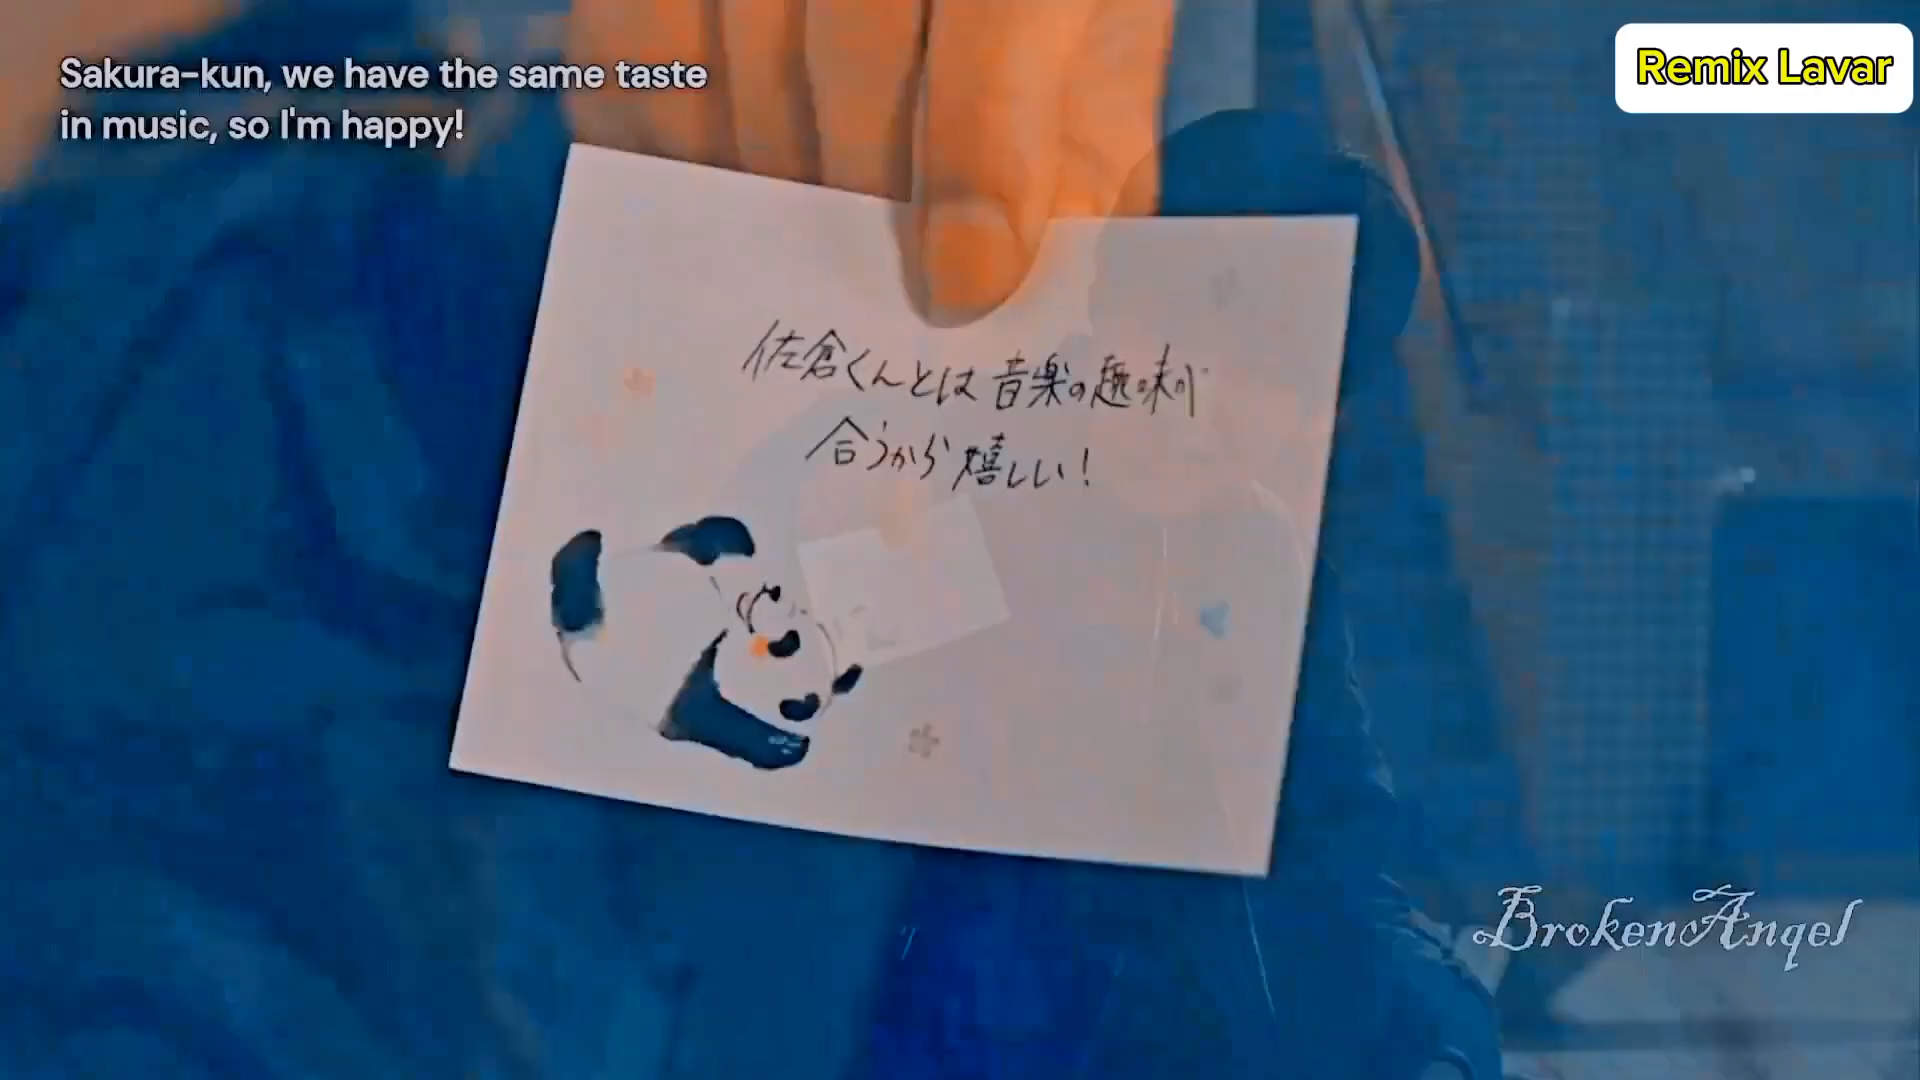 Sakura-kun, we have the same taste
in music, so I'm happy!
Remix Lavar
佐倉くんとは音楽の趣味が
合うから嬉しい!
BrokenAngel